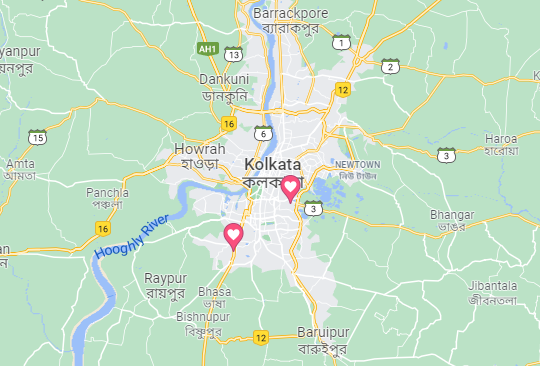 Barrackpore
ব্যারাকপুর
yanpur
য়নপুর
AH1
13
1
2
Dankuni
ডানকুনি
12
16
6
15
Howrah
হাওড়া
Kolkata
কলকাতা
NEWTOWN
নিউ টাউন
3
Haroa
হারোয়া
Amta
আমতা
Panchla
পঞ্চলা
3
Bhangar
ভাঙর
16
Hooghly River
Raypur
রায়পুর
Bhasa
ভাষা
Bishnupur
বিষ্ণুপুর
Jibantala
জীবনতলা
12
Baruipur
বারুইপুর